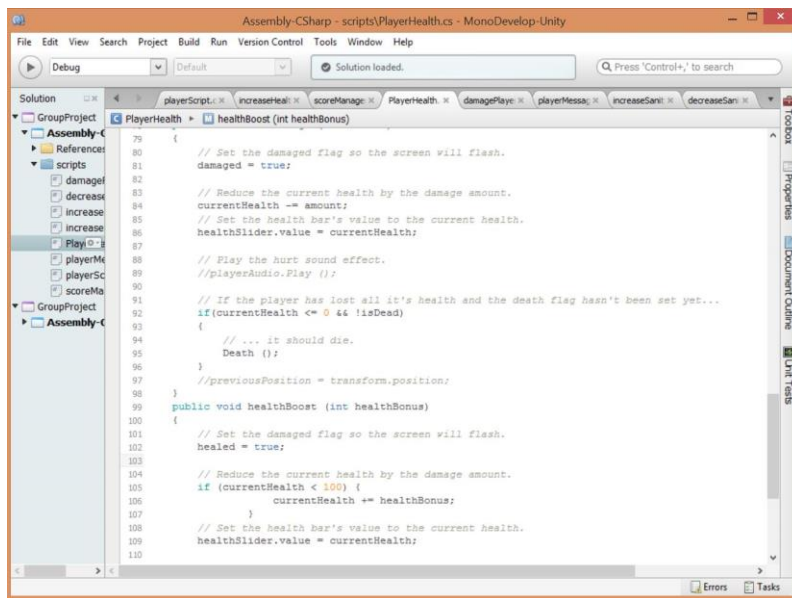 Assembly-CSharp - scripts\PlayerHealth.cs - MonoDevelop-Unity
File Edit View Search Project Build Run Version Control Tools Window Help
Debug
Default
Solution loaded.
Press 'Control+,' to search
Solution
playerScript.c
increaseHealt
scoreManage
PlayerHealth.
damagePlaye
playerMessag
increaseSanit
decreaseSani
GroupProject
Assembly-C
References
scripts
damageP
decrease
increase
increase
Play
playerMe
playerSc
scoreMa
GroupProject
Assembly-C
PlayerHealth
healthBoost (int healthBonus)
79 {
80 // Set the damaged flag so the screen will flash.
81 damaged = true;
82
83 // Reduce the current health by the damage amount.
84 currentHealth -= amount;
85 // Set the health bar's value to the current health.
86 healthSlider.value = currentHealth;
87
88 // Play the hurt sound effect.
89 //playerAudio.Play ();
90
91 // If the player has lost all it's health and the death flag hasn't been set yet...
92 if(currentHealth <= 0 && !isDead)
93 {
94 // ... it should die.
95 Death ();
96 }
97 //previousPosition = transform.position;
98 }
99 public void healthBoost (int healthBonus)
100 {
101 // Set the damaged flag so the screen will flash.
102 healed = true;
103
104 // Reduce the current health by the damage amount.
105 if (currentHealth < 100) {
106 currentHealth += healthBonus;
107 }
108 // Set the health bar's value to the current health.
109 healthSlider.value = currentHealth;
110
Toolbox
Properties
Document Outline
Unit Tests
Errors
Tasks